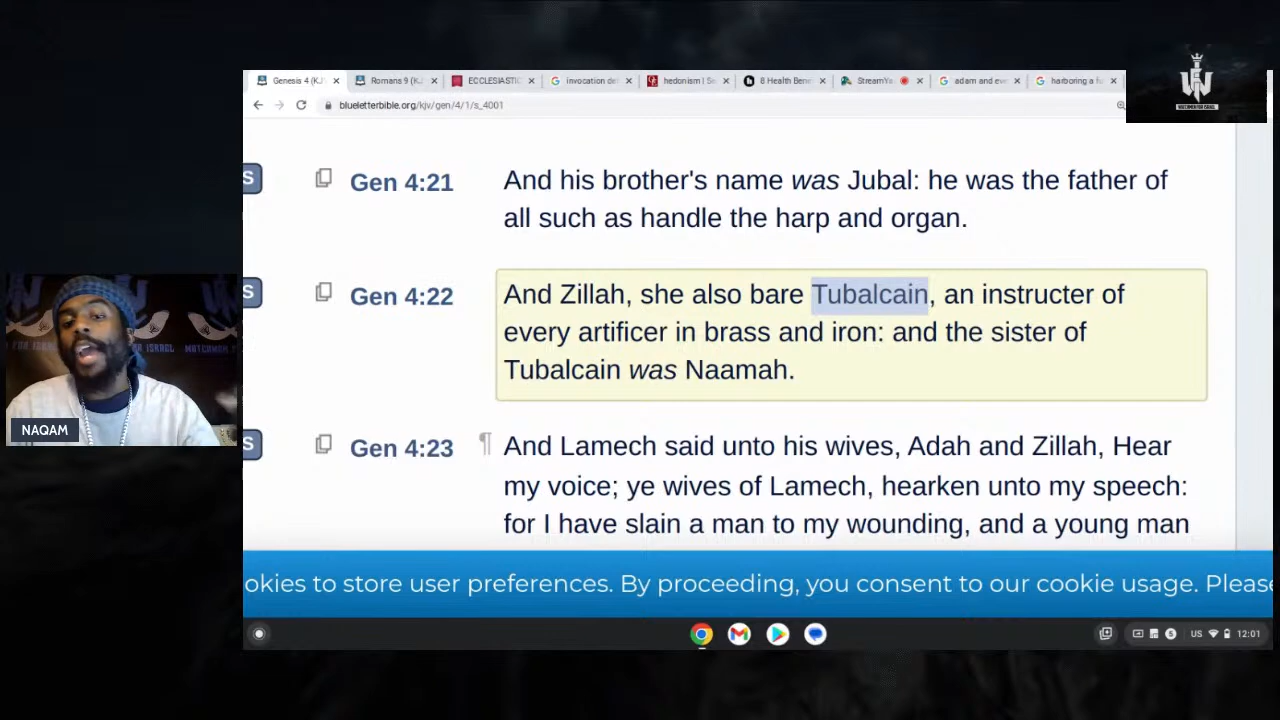 Genesis 4 (KJ
Romans 9 (KJ
ECCLESIASTIC
invocation de
hedonism | S
8 Health Bene
StreamYa
adam and eve
harboring a f
blueletterbible.org/kjv/gen/4/1/s_4001
WATCHMEN FOR ISRAEL
S
Gen 4:21
And his brother's name was Jubal: he was the father of
all such as handle the harp and organ.
S
Gen 4:22
And Zillah, she also bare Tubalcain, an instructer of
every artificer in brass and iron: and the sister of
Tubalcain was Naamah.
S
Gen 4:23
¶ And Lamech said unto his wives, Adah and Zillah, Hear
my voice; ye wives of Lamech, hearken unto my speech:
for I have slain a man to my wounding, and a young man
NAQAM
okies to store user preferences. By proceeding, you consent to our cookie usage. Please
US
12:01